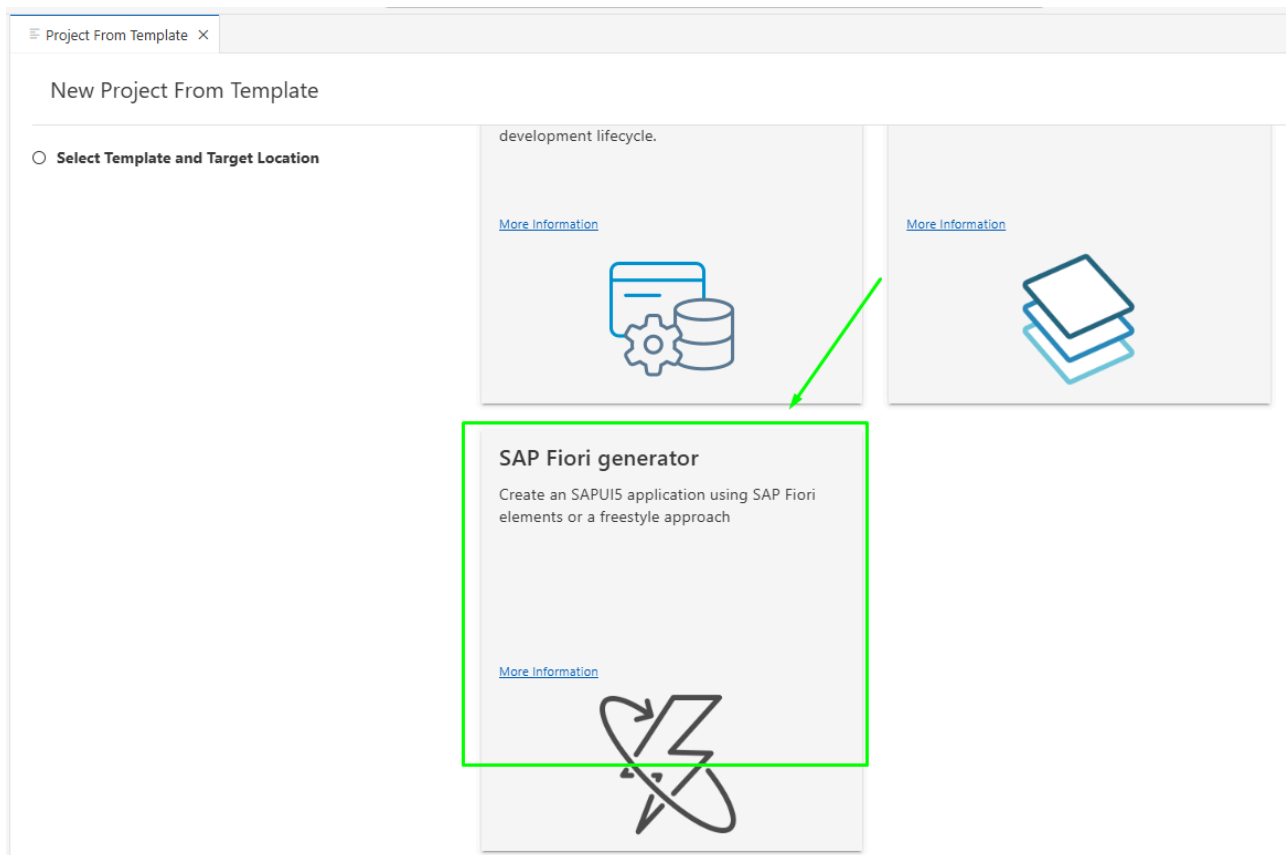 Project From Template
New Project From Template
Select Template and Target Location
development lifecycle.
More Information
More Information
SAP Fiori generator
Create an SAPUI5 application using SAP Fiori
elements or a freestyle approach
More Information